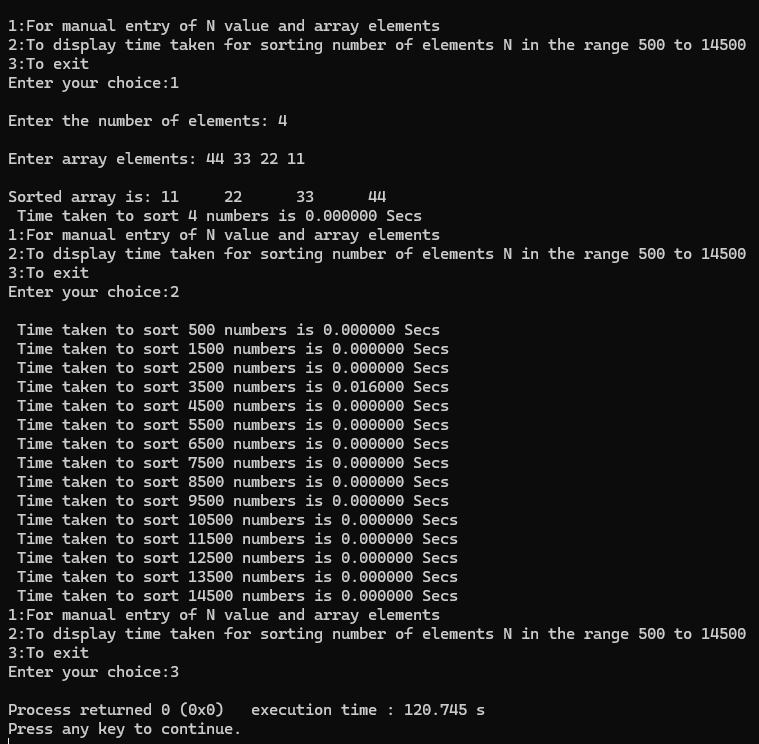 1:For manual entry of N value and array elements
2:To display time taken for sorting number of elements N in the range 500 to 14500
3:To exit
Enter your choice:1
Enter the number of elements: 4
Enter array elements: 44 33 22 11
Sorted array is: 11     22      33      44
 Time taken to sort 4 numbers is 0.000000 Secs
1:For manual entry of N value and array elements
2:To display time taken for sorting number of elements N in the range 500 to 14500
3:To exit
Enter your choice:2
 Time taken to sort 500 numbers is 0.000000 Secs
 Time taken to sort 1500 numbers is 0.000000 Secs
 Time taken to sort 2500 numbers is 0.000000 Secs
 Time taken to sort 3500 numbers is 0.016000 Secs
 Time taken to sort 4500 numbers is 0.000000 Secs
 Time taken to sort 5500 numbers is 0.000000 Secs
 Time taken to sort 6500 numbers is 0.000000 Secs
 Time taken to sort 7500 numbers is 0.000000 Secs
 Time taken to sort 8500 numbers is 0.000000 Secs
 Time taken to sort 9500 numbers is 0.000000 Secs
 Time taken to sort 10500 numbers is 0.000000 Secs
 Time taken to sort 11500 numbers is 0.000000 Secs
 Time taken to sort 12500 numbers is 0.000000 Secs
 Time taken to sort 13500 numbers is 0.000000 Secs
 Time taken to sort 14500 numbers is 0.000000 Secs
1:For manual entry of N value and array elements
2:To display time taken for sorting number of elements N in the range 500 to 14500
3:To exit
Enter your choice:3
Process returned 0 (0x0)   execution time : 120.745 s
Press any key to continue.